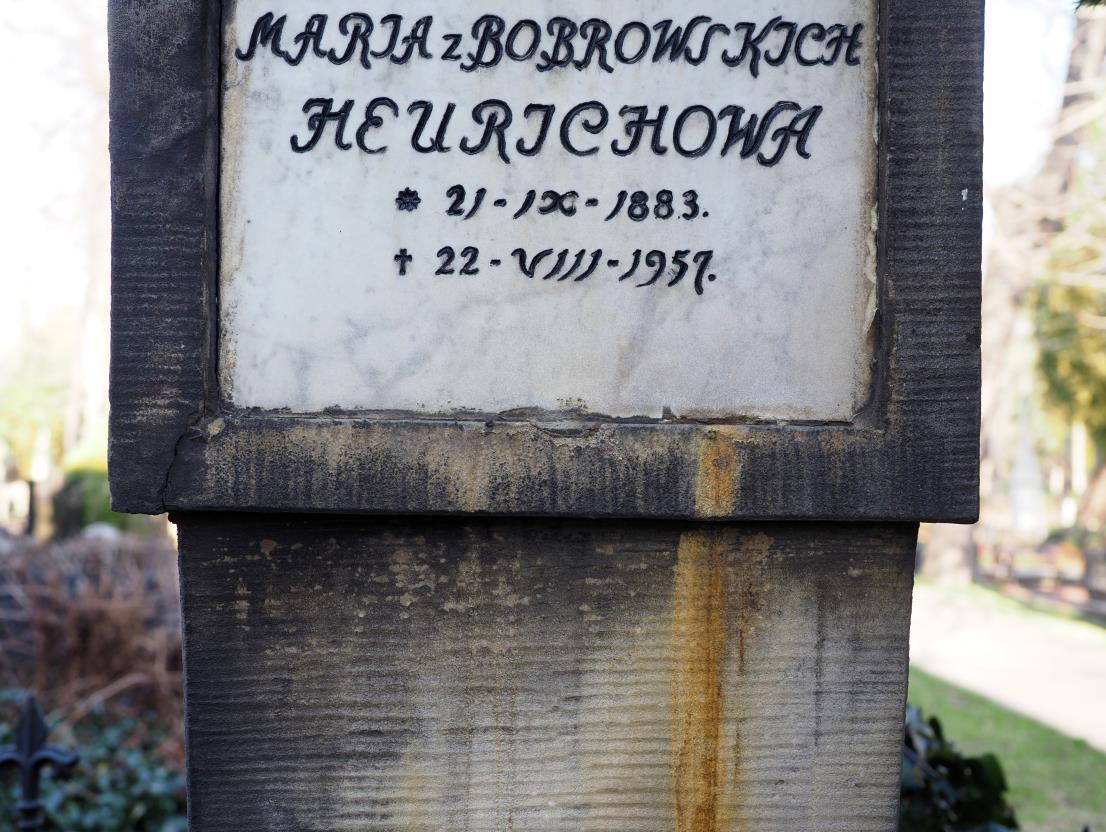 MARIA z BOBROWSKICH
HEURICHOWA
* 21-IX-1883.
† 22-VIII-1957.